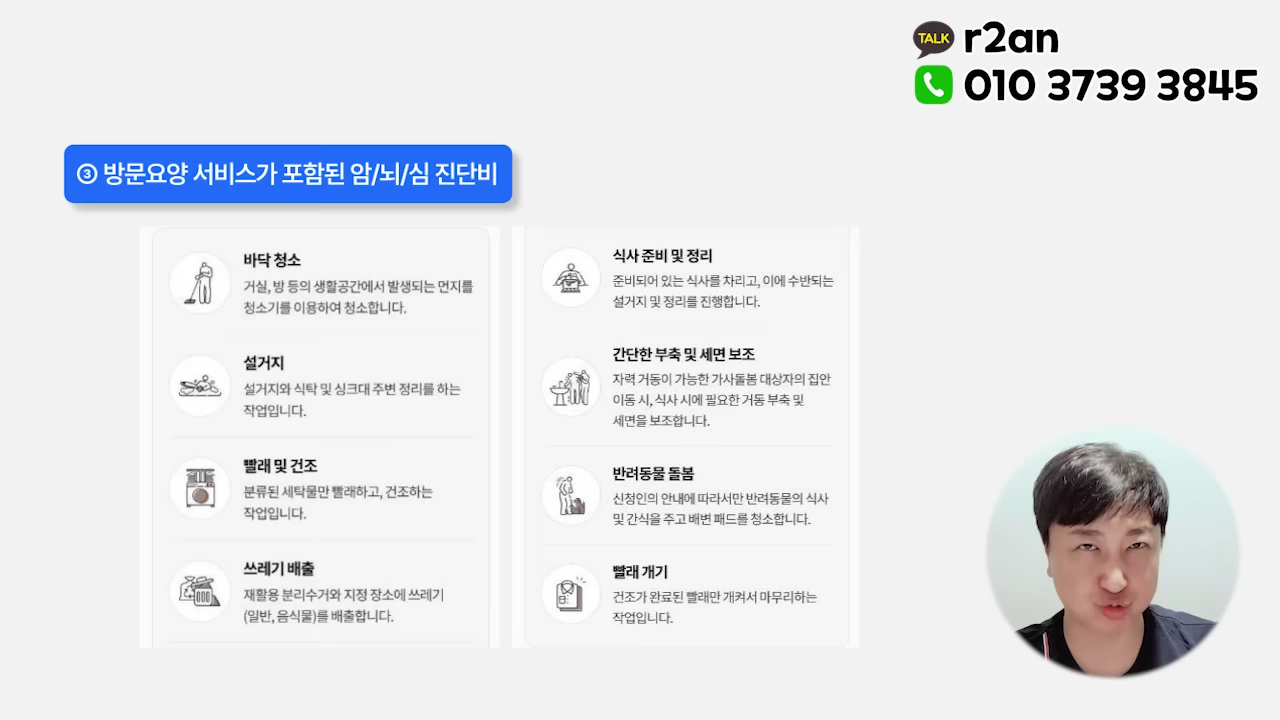 TALK r2an
010 3739 3845
③ 방문요양 서비스가 포함된 암/뇌/심 진단비
바닥 청소
거실, 방 등의 생활공간에서 발생되는 먼지를
청소기를 이용하여 청소합니다.
설거지
설거지와 식탁 및 싱크대 주변 정리를 하는
작업입니다.
빨래 및 건조
분류된 세탁물만 빨래하고, 건조하는
작업입니다.
쓰레기 배출
재활용 분리수거와 지정 장소에 쓰레기
(일반, 음식물)를 배출합니다.
식사 준비 및 정리
준비되어 있는 식사를 차리고, 이에 수반되는
설거지 및 정리를 진행합니다.
간단한 부축 및 세면 보조
자력 거동이 가능한 가사돌봄 대상자의 집안
이동 시, 식사 시에 필요한 거동 부축 및
세면을 보조합니다.
반려동물 돌봄
신청인의 안내에 따라서만 반려동물의 식사
및 간식을 주고 배변 패드를 청소합니다.
빨래 개기
건조가 완료된 빨래만 개켜서 마무리하는
작업입니다.